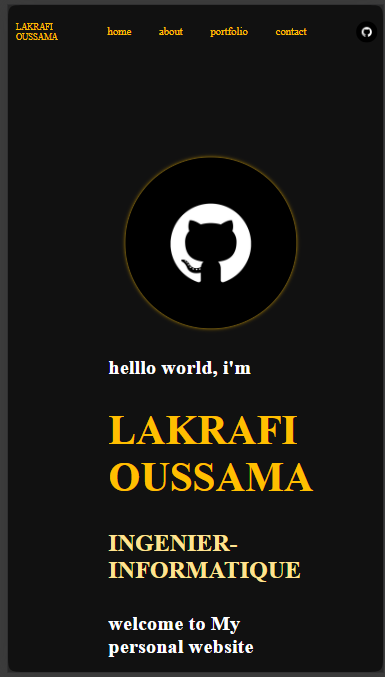 LAKRAFI
OUSSAMA
home about portfolio contact
helllo world, i'm
LAKRAFI
OUSSAMA
INGENIER-
INFORMATIQUE
welcome to My
personal website